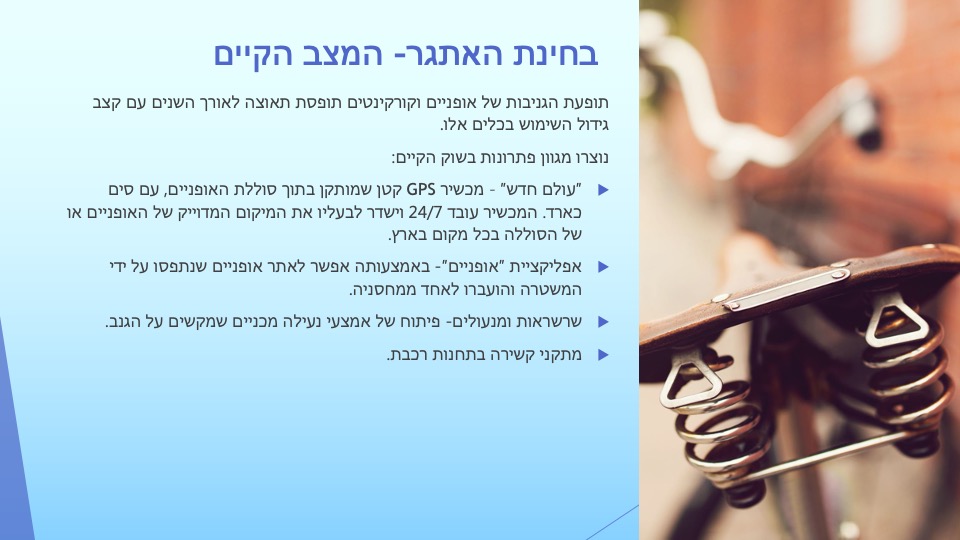 בחינת האתגר- המצב הקיים
תופעת הגניבות של אופניים וקורקינטים תופסת תאוצה לאורך השנים עם קצב
גידול השימוש בכלים אלו.
נוצרו מגוון פתרונות בשוק הקיים:
"עולם חדש" - מכשיר GPS קטן שמותקן בתוך סוללת האופניים, עם סים
כארד. המכשיר עובד 24/7 וישדר לבעליו את המיקום המדוייק של האופניים או
של הסוללה בכל מקום בארץ.
אפליקציית "אופניים"- באמצעותה אפשר לאתר אופניים שנתפסו על ידי
המשטרה והועברו לאחד ממחסניה.
שרשראות ומנעולים- פיתוח של אמצעי נעילה מכניים שמקשים על הגנב.
מתקני קשירה בתחנות רכבת.